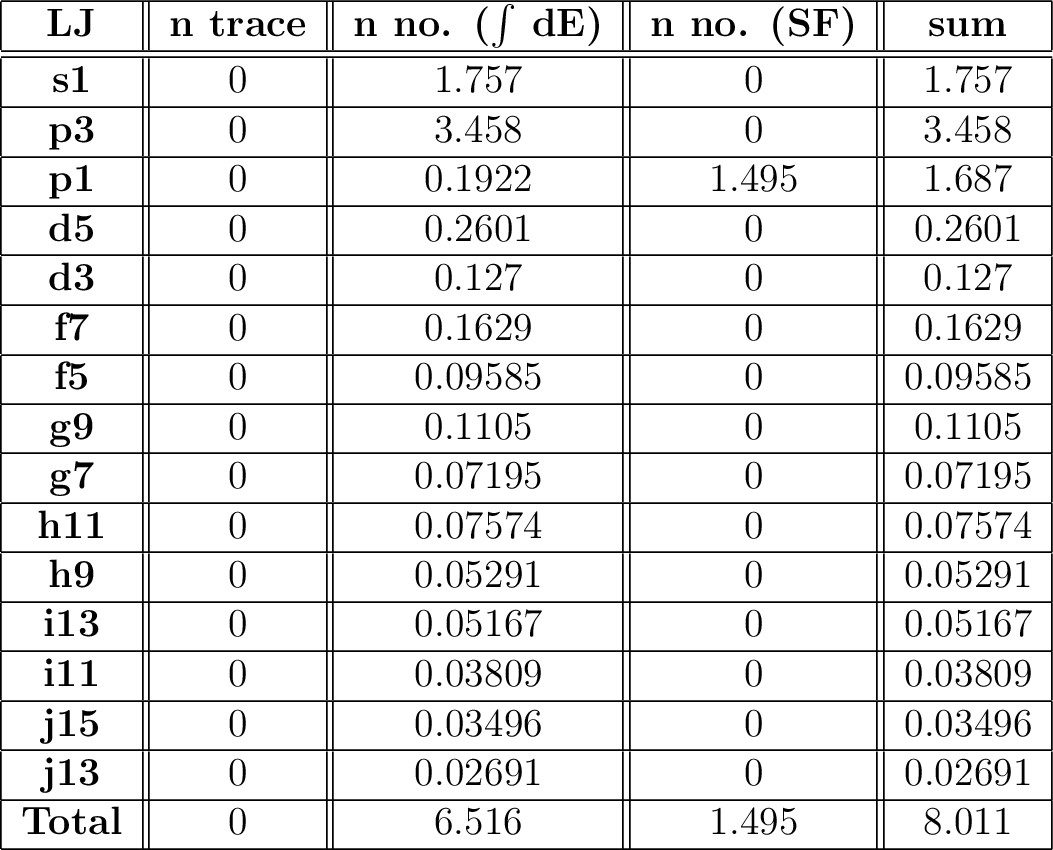 LJ n trace n no. (∫ dE) n no. (SF) sum
s1 0 1.757 0 1.757
p3 0 3.458 0 3.458
p1 0 0.1922 1.495 1.687
d5 0 0.2601 0 0.2601
d3 0 0.127 0 0.127
f7 0 0.1629 0 0.1629
f5 0 0.09585 0 0.09585
g9 0 0.1105 0 0.1105
g7 0 0.07195 0 0.07195
h11 0 0.07574 0 0.07574
h9 0 0.05291 0 0.05291
i13 0 0.05167 0 0.05167
i11 0 0.03809 0 0.03809
j15 0 0.03496 0 0.03496
j13 0 0.02691 0 0.02691
Total 0 6.516 1.495 8.011